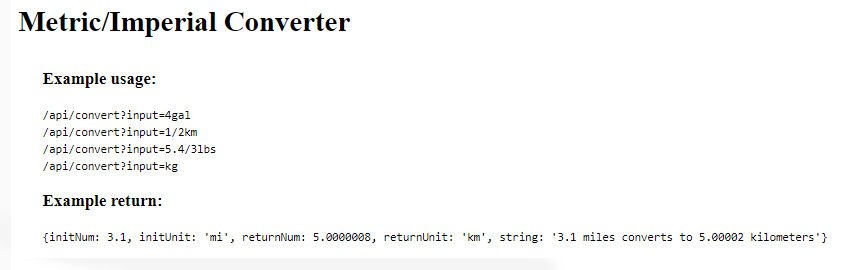 Metric/Imperial Converter
Example usage:
/api/convert?input=4gal
/api/convert?input=1/2km
/api/convert?input=5.4/3lbs
/api/convert?input=kg
Example return:
{initNum: 3.1, initUnit: 'mi', returnNum: 5.0000008, returnUnit: 'km', string: '3.1 miles converts to 5.00002 kilometers'}